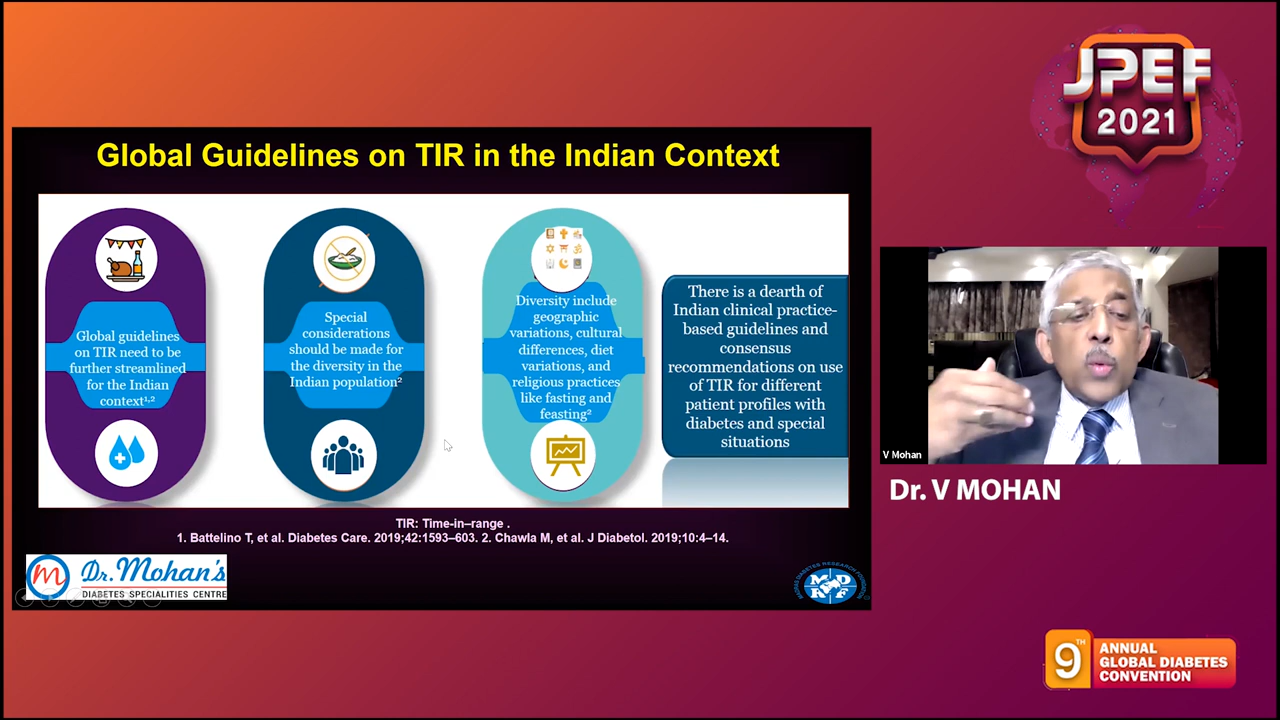 JPEF
2021
Global Guidelines on TIR in the Indian Context
Global guidelines
on TIR need to be
further streamlined
for the Indian
context¹,²
Special
considerations
should be made for
the diversity in the
Indian population²
Diversity include
geographic
variations, cultural
differences, diet
variations, and
religious practices
like fasting and
feasting²
There is a dearth of
Indian clinical practice-
based guidelines and
consensus
recommendations on use
of TIR for different
patient profiles with
diabetes and special
situations
TIR: Time-in–range .
1. Battelino T, et al. Diabetes Care. 2019;42:1593–603. 2. Chawla M, et al. J Diabetol. 2019;10:4–14.
m Dr. Mohan's
DIABETES SPECIALITIES CENTRE
MDRF
V Mohan
Dr. V MOHAN
9TH
ANNUAL
GLOBAL DIABETES
CONVENTION